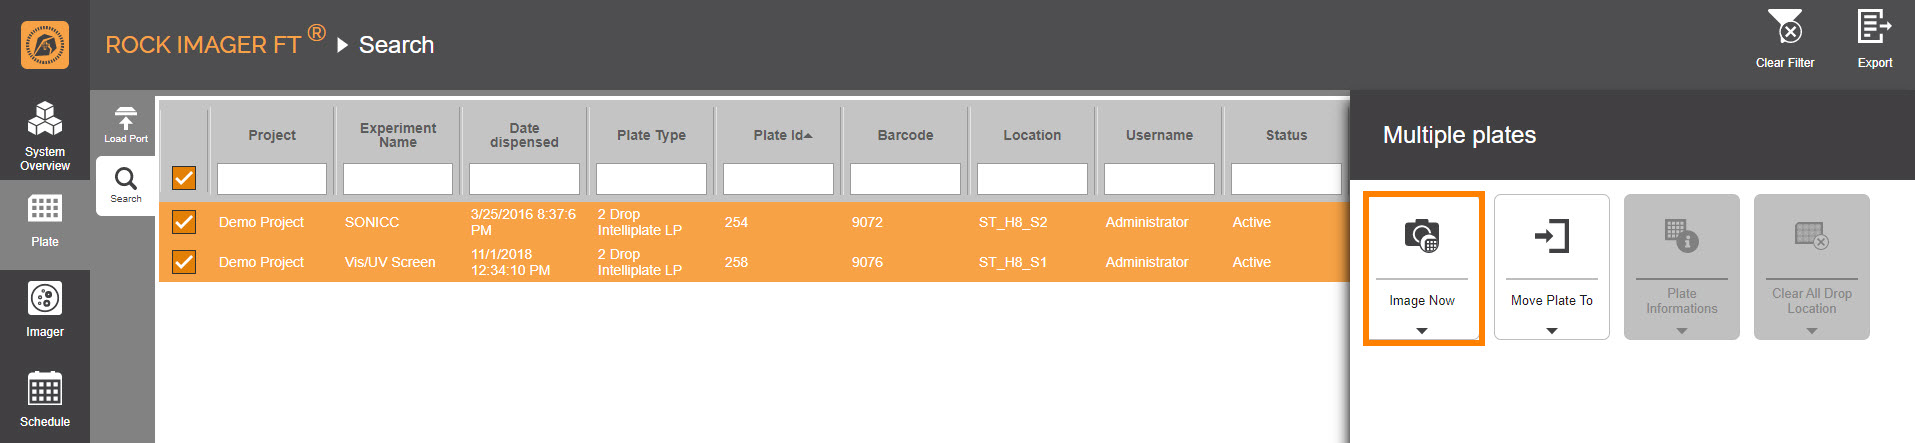 ROCK IMAGER FT ® Search
Clear Filter
Export
System
Overview
Plate
Imager
Schedule
Load Port
Search
Project
Experiment
Name
Date
dispensed
Plate Type
Plate Id
Barcode
Location
Username
Status
Demo Project SONICC 3/25/2016 8:37:6
PM 2 Drop
Intelliplate LP 254 9072 ST_H8_S2 Administrator Active
Demo Project Vis/UV Screen 11/1/2018
12:34:10 PM 2 Drop
Intelliplate LP 258 9076 ST_H8_S1 Administrator Active
Multiple plates
Image Now
Move Plate To
Plate
Informations
Clear All Drop
Location